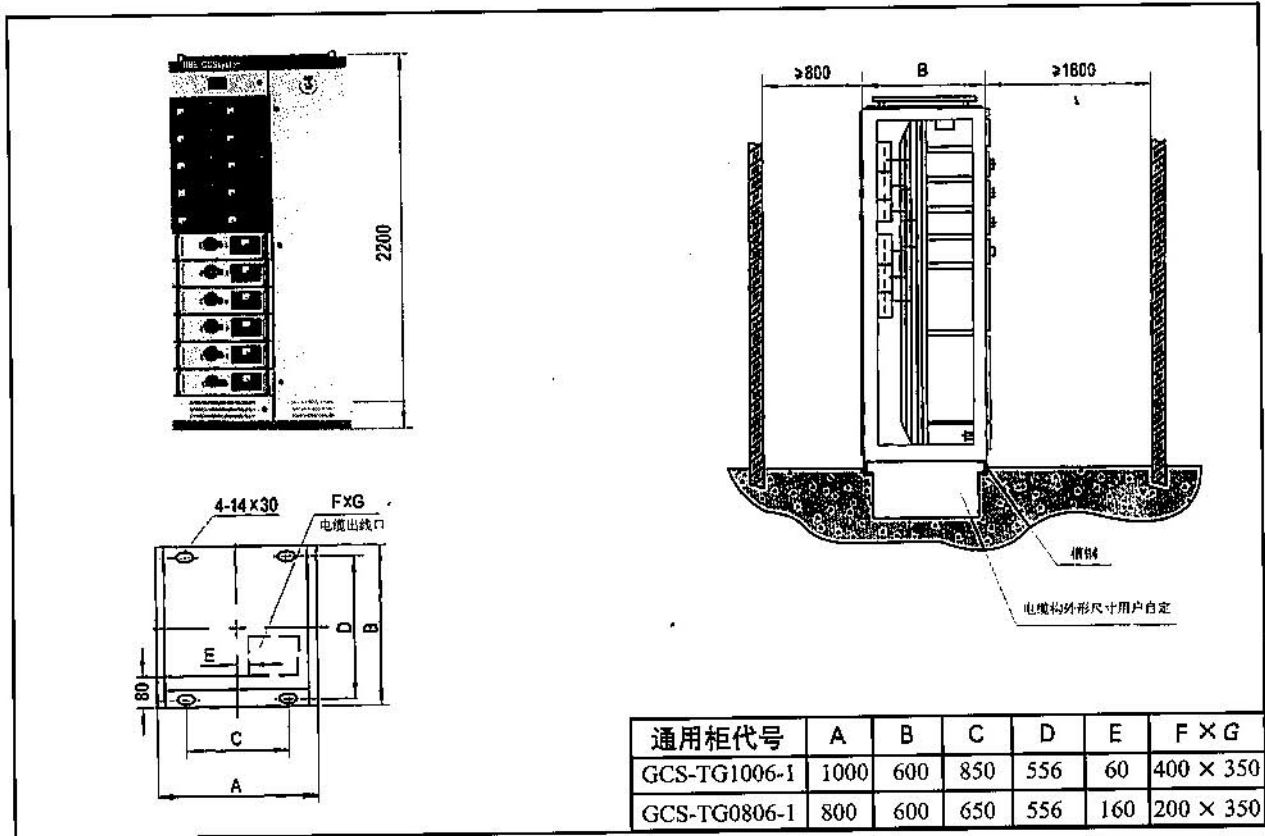 GCSsystem
2200
≥800
B
≥1800
4-14×30
F×G
电缆出线口
E
D
B
80
C
A
槽钢
电缆沟外形尺寸用户自定
通用柜代号 A B C D E F × G
GCS-TG1006-1 1000 600 850 556 60 400 × 350
GCS-TG0806-1 800 600 650 556 160 200 × 350